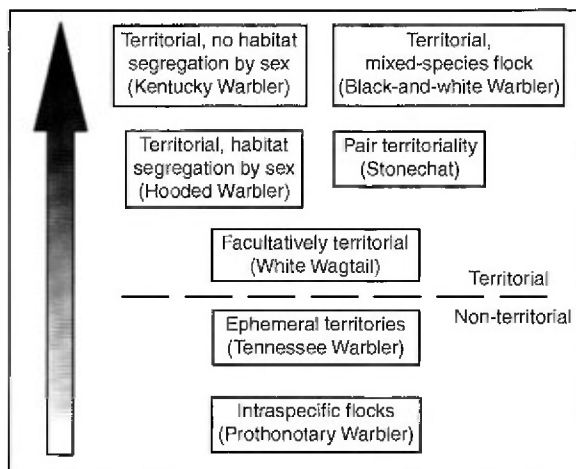 Territorial, no habitat
segregation by sex
(Kentucky Warbler)
Territorial,
mixed-species flock
(Black-and-white Warbler)
Territorial, habitat
segregation by sex
(Hooded Warbler)
Pair territoriality
(Stonechat)
Facultatively territorial
(White Wagtail)
Territorial
Non-territorial
Ephemeral territories
(Tennessee Warbler)
Intraspecific flocks
(Prothonotary Warbler)